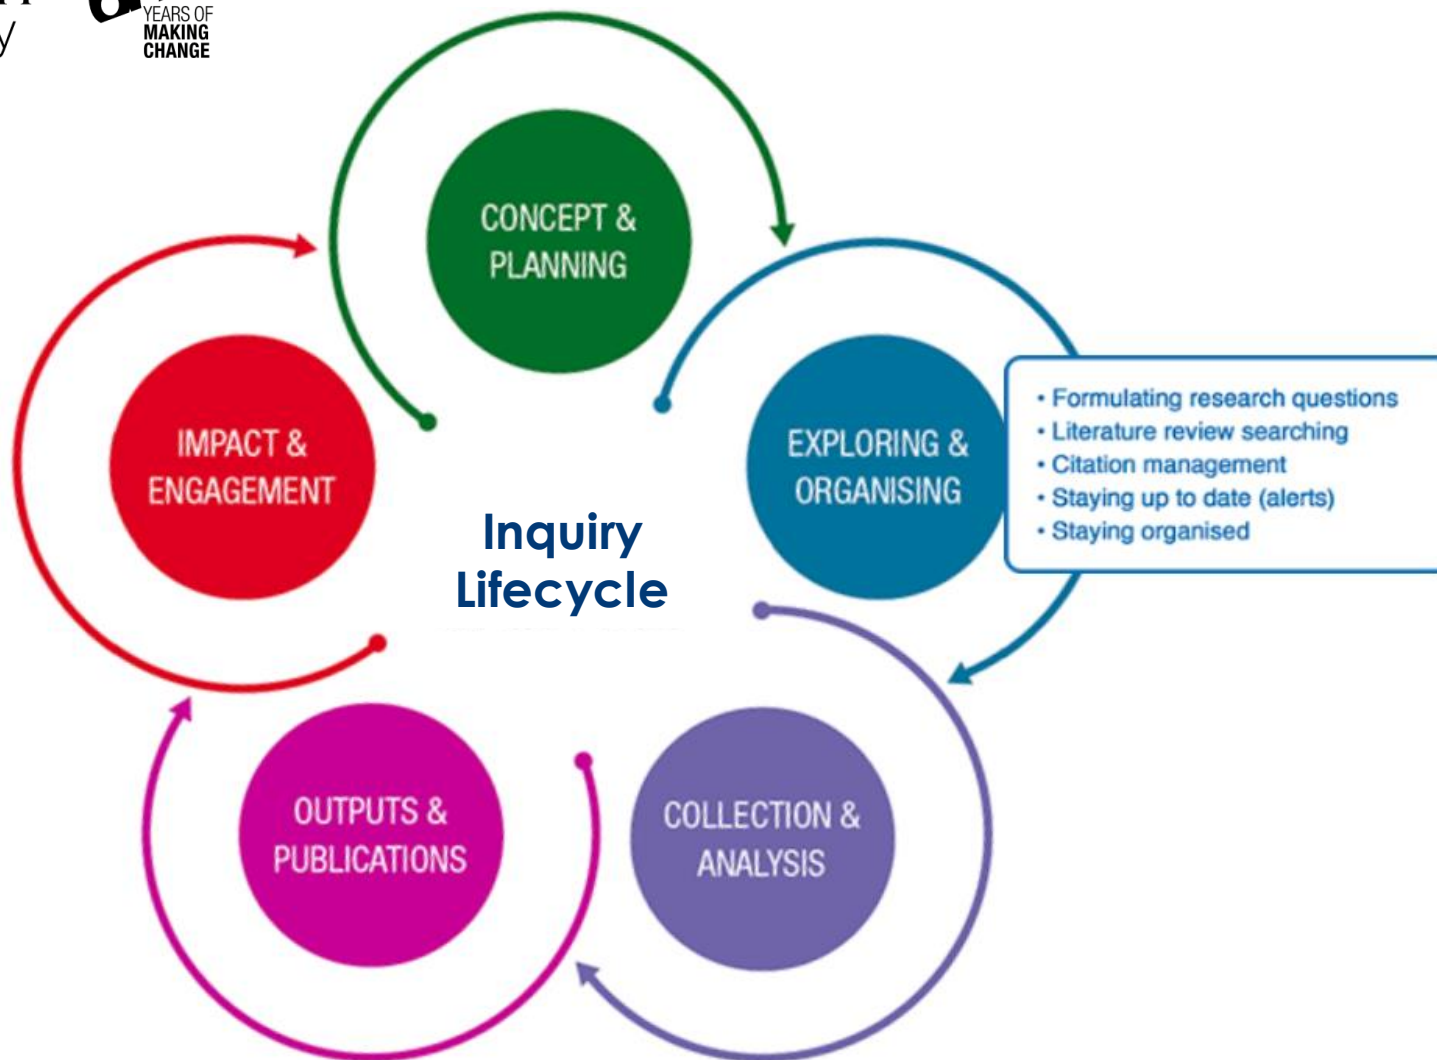 y
YEARS OF
MAKING
CHANGE
CONCEPT &
PLANNING
EXPLORING &
ORGANISING
• Formulating research questions
• Literature review searching
• Citation management
• Staying up to date (alerts)
• Staying organised
COLLECTION &
ANALYSIS
OUTPUTS &
PUBLICATIONS
IMPACT &
ENGAGEMENT
Inquiry
Lifecycle